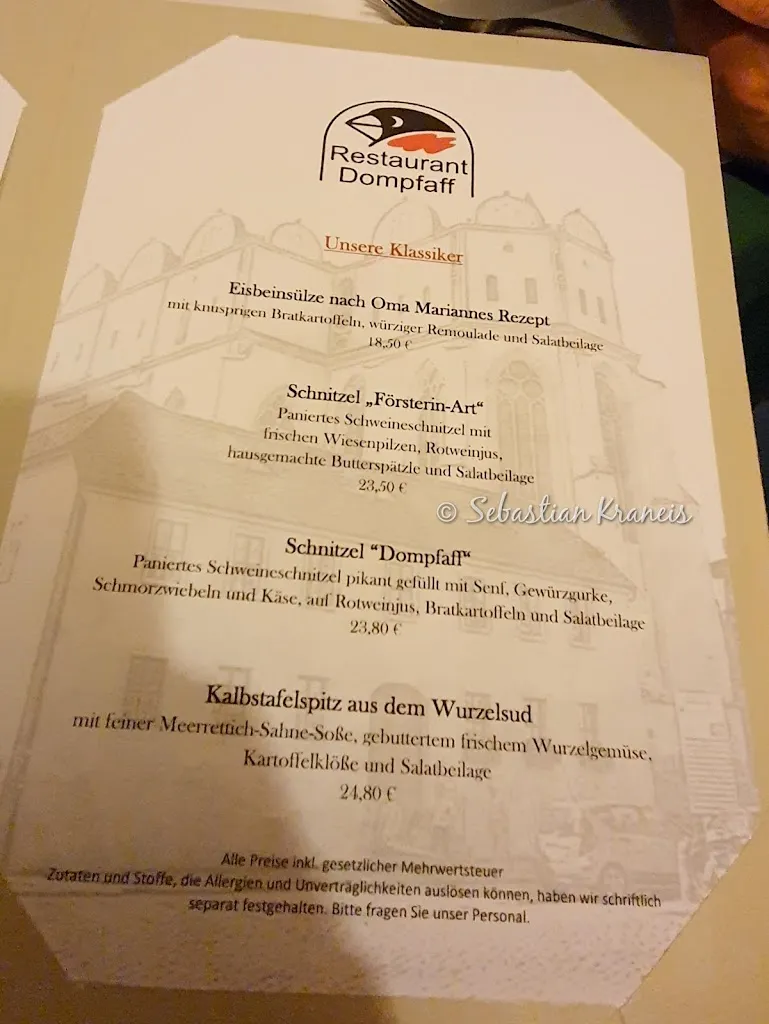 Restaurant
Dompfaff
Unsere Klassiker
Eisbeinsülze nach Oma Mariannes Rezept
mit knusprigen Bratkartoffeln, würziger Remoulade und Salatbeilage
18,50 €
Schnitzel „Försterin-Art“
Paniertes Schweineschnitzel mit
frischen Wiesenpilzen, Rotweinjus,
hausgemachte Butterspätzle und Salatbeilage
23,50 €
© Sebastian Kraneis
Schnitzel “Dompfaff“
Paniertes Schweineschnitzel pikant gefüllt mit Senf, Gewürzgurke,
Schmorzwiebeln und Käse, auf Rotweinjus, Bratkartoffeln und Salatbeilage
23,80 €
Kalbstafelspitz aus dem Wurzelsud
mit feiner Meerrettich-Sahne-Soße, gebuttertem frischem Wurzelgemüse,
Kartoffelklöße und Salatbeilage
24,80 €
Alle Preise inkl. gesetzlicher Mehrwertsteuer
Zutaten und Stoffe, die Allergien und Unverträglichkeiten auslösen können, haben wir schriftlich
separat festgehalten. Bitte fragen Sie unser Personal.